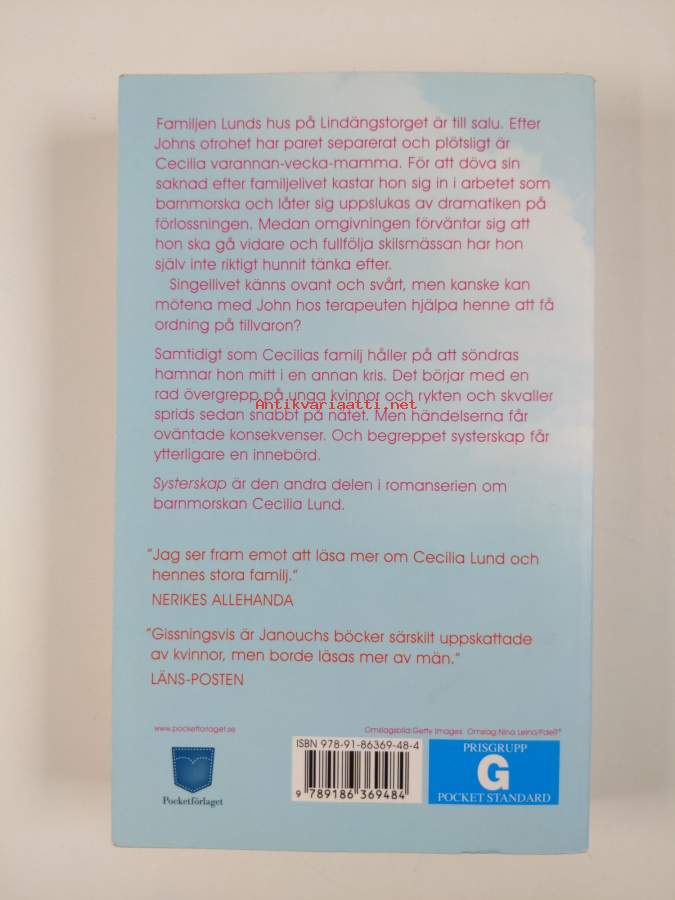 Familjen Lunds hus på Lindängstorget är till salu. Efter
Johns otrohet har paret separerat och plötsligt är
Cecilia varannan-vecka-mamma. För att döva sin
saknad efter familjelivet kastar hon sig in i arbetet som
barnmorska och låter sig uppslukas av dramatiken på
förlossningen. Medan omgivningen förväntar sig att
hon ska gå vidare och fullfölja skilsmässan har hon
själv inte riktigt hunnit tänka efter.
Singellivet känns ovant och svårt, men kanske kan
mötena med John hos terapeuten hjälpa henne att få
ordning på tillvaron?
Samtidigt som Cecilias familj håller på att söndras
hamnar hon mitt i en annan kris. Det börjar med en
rad övergrepp på unga kvinnor och rykten och skvaller
Antikvariaatti.net
sprids sedan snabbt på nätet. Men händelserna får
oväntade konsekvenser. Och begreppet systerskap får
ytterligare en innebörd.
Systerskap är den andra delen i romanserien om
barnmorskan Cecilia Lund.
"Jag ser fram emot att läsa mer om Cecilia Lund och
hennes stora familj."
NERIKES ALLEHANDA
"Gissningsvis är Janouchs böcker särskilt uppskattade
av kvinnor, men borde läsas mer av män."
LÄNS-POSTEN
www.pocketforlaget.se
Omslagsbild Getty Images Omslag Nina Leino/Pdell®
Pocketförlaget
ISBN 978-91-86369-48-4
9 789186 369484
PRISGRUPP
G
POCKET STANDARD